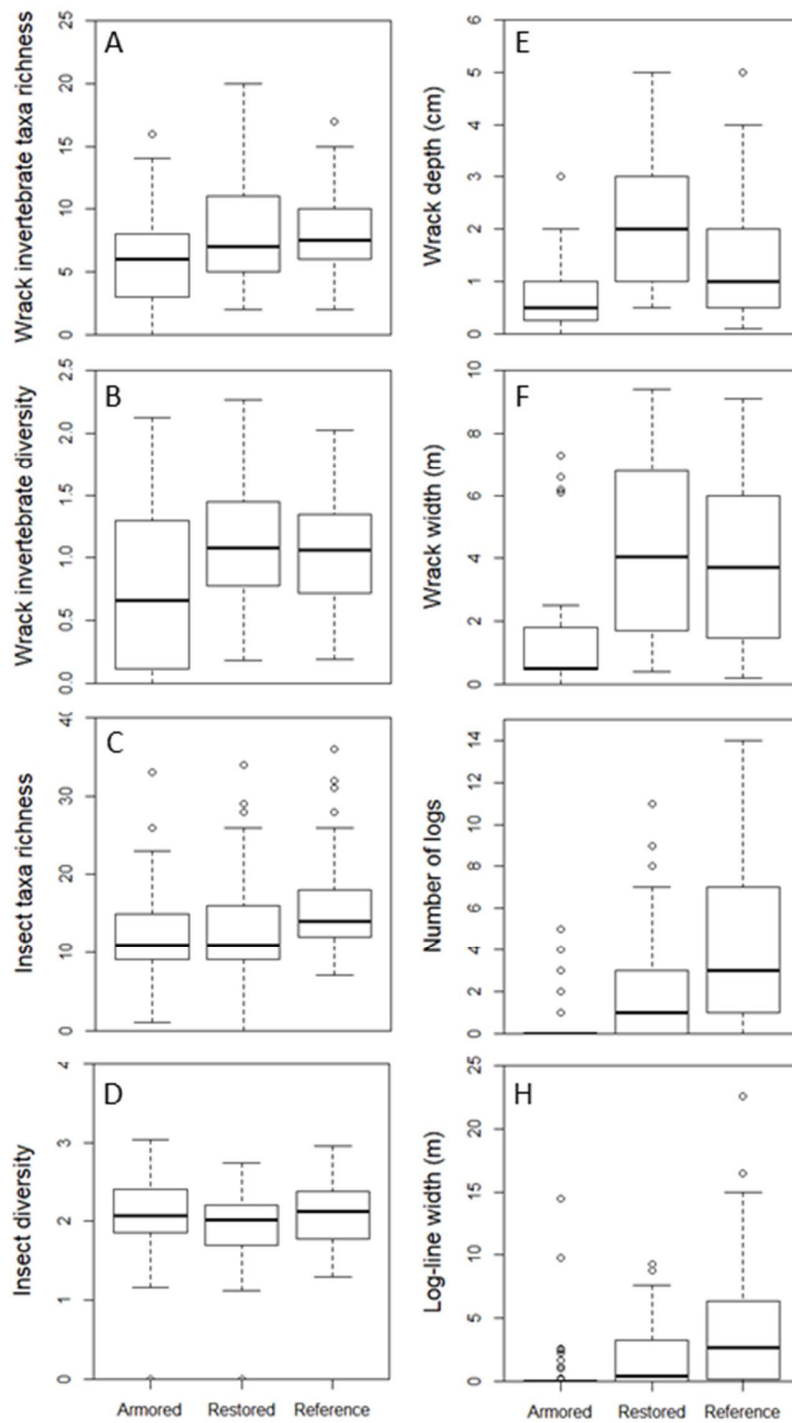 A
Wrack invertebrate taxa richness
0 5 10 15 20 25
B
Wrack invertebrate diversity
0.0 0.5 1.0 1.5 2.0 2.5
C
Insect taxa richness
0 10 20 30 40
D
Insect diversity
0 1 2 3 4
Armored Restored Reference
E
Wrack depth (cm)
0 1 2 3 4 5 6
F
Wrack width (m)
0 2 4 6 8 10
Number of logs
0 2 4 6 8 10 12 14
H
Log-line width (m)
0 5 10 15 20 25
Armored Restored Reference